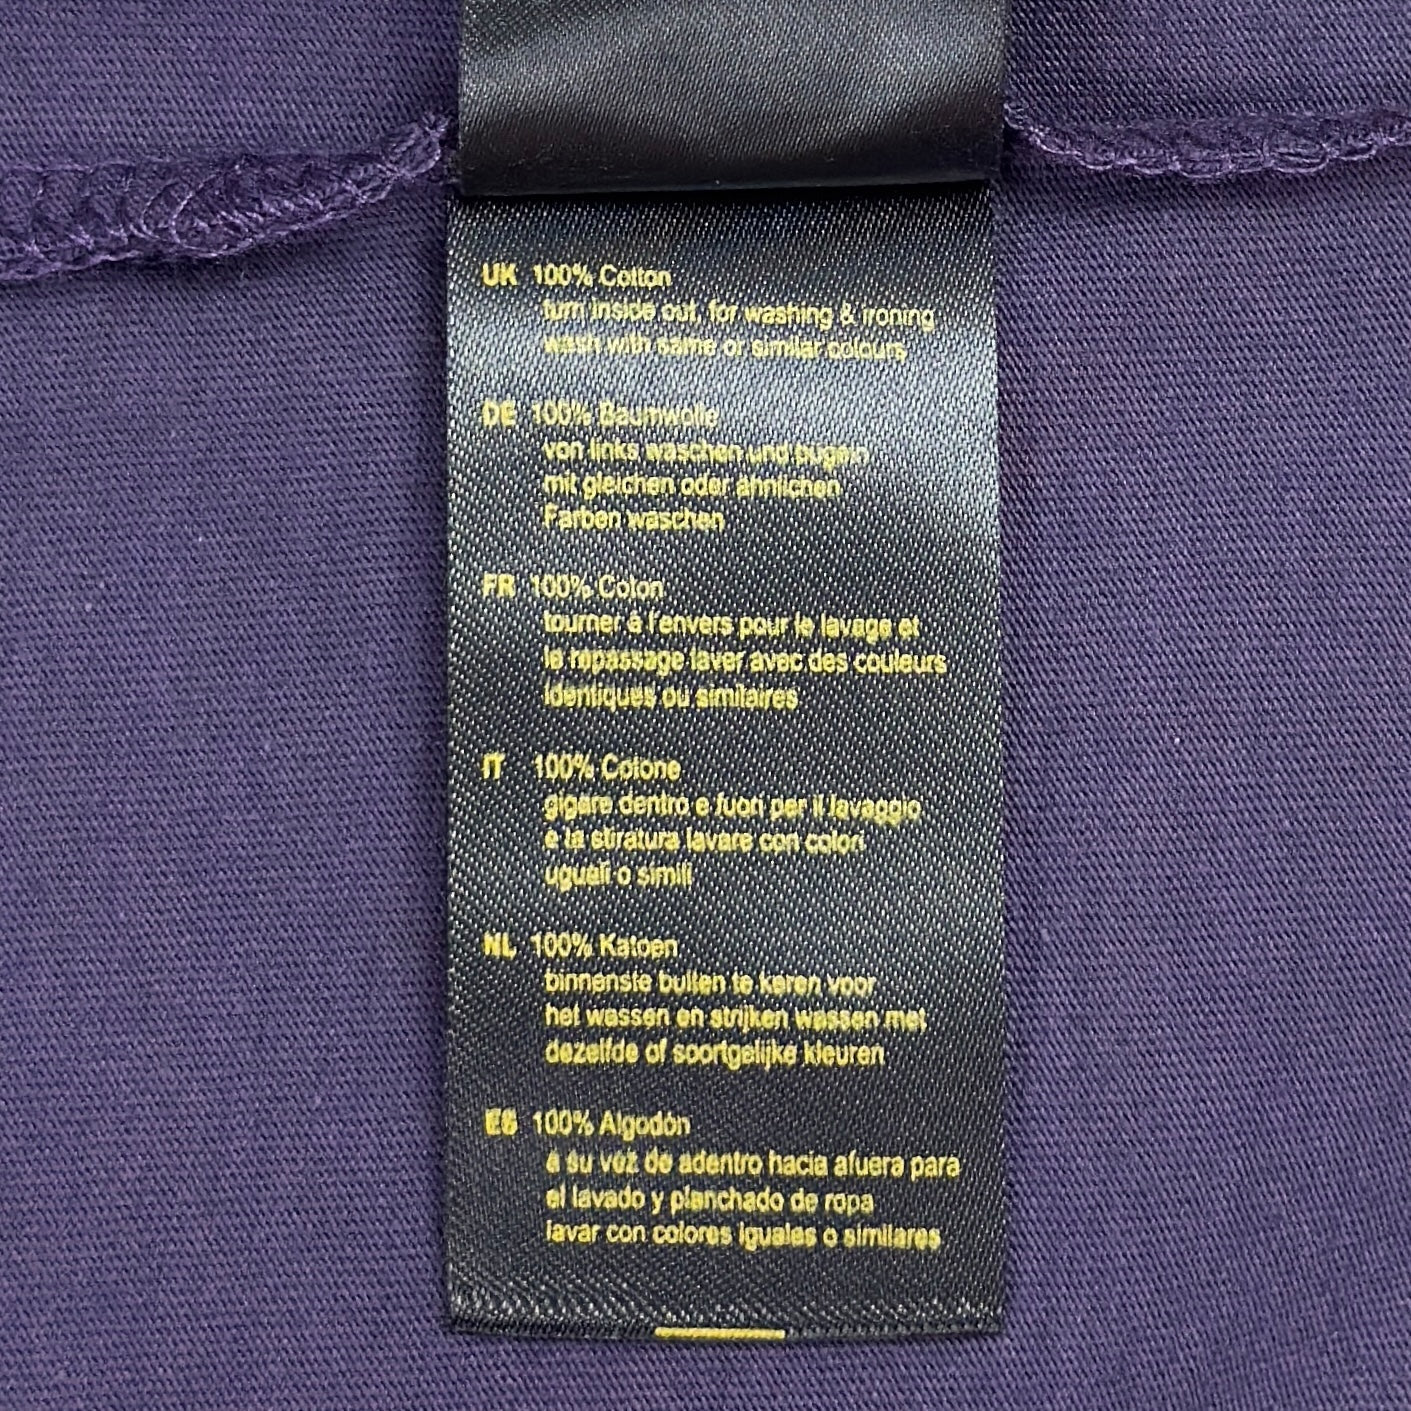 UK 100% Cotton
turn inside out, for washing & ironing
wash with same or similar colours
DE 100% Baumwolle
von links waschen und bugeln
mit gleichen oder ahnlichen
Farben waschen
FR 100% Coton
tourner à l'envers pour le lavage et
le repassage laver avec des couleurs
identiques ou similaires
IT 100% Cotone
gigare dentro e fuori per il lavaggio
e la stiratura lavare con colori
uguali o simili
NL 100% Katoen
binnenste buiten te keren voor
het wassen en strijken wassen met
dezelfde of soortgelijke kleuren
ES 100% Algodón
a su vez de adentro hacia afuera para
el lavado y planchado de ropa
lavar con colores iguales o similares